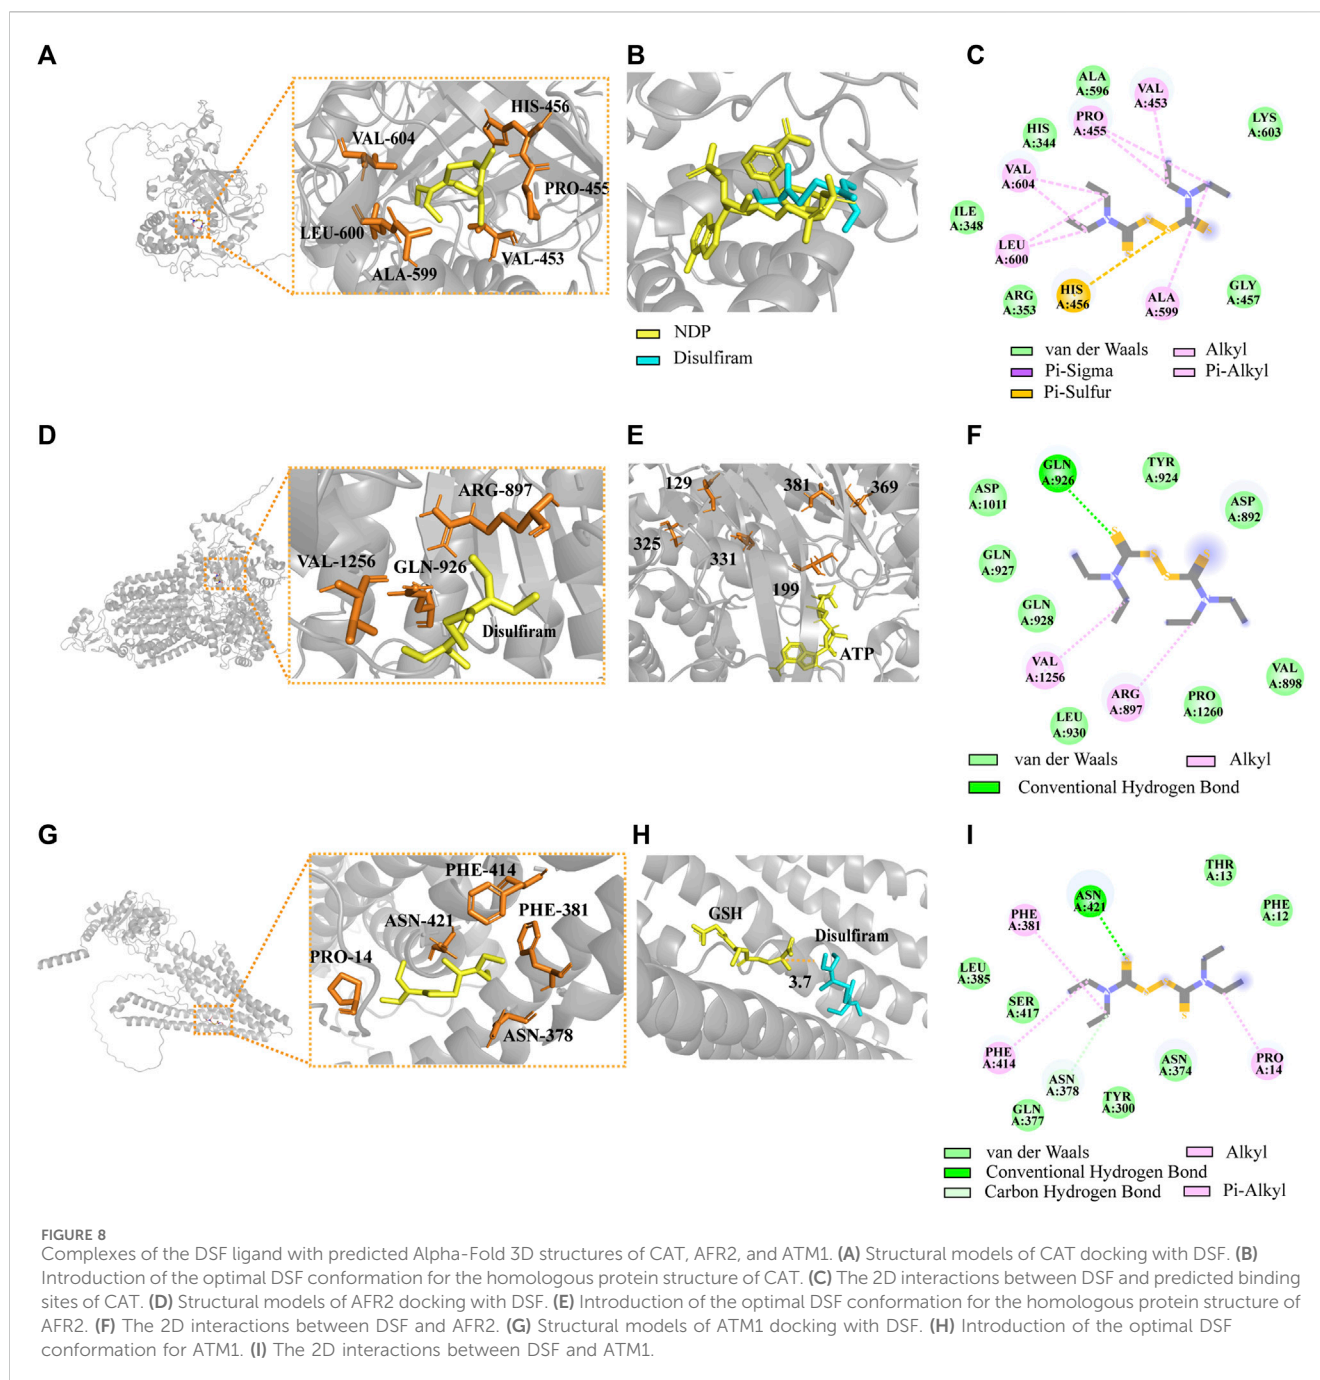 A
HIS-456
VAL-604
PRO-455
LEU-600
ALA-599
VAL-453
B
NDP
Disulfiram
C
ALA
A:596
VAL
A:453
PRO
A:455
LYS
A:603
HIS
A:344
VAL
A:604
ILE
A:348
LEU
A:600
ARG
A:353
HIS
A:456
ALA
A:599
GLY
A:457
van der Waals
Alkyl
Pi-Sigma
Pi-Alkyl
Pi-Sulfur
D
ARG-897
VAL-1256
GLN-926
Disulfiram
E
129
381
369
325
331
199
ATP
F
GLN
A:926
TYR
A:924
ASP
A:1011
ASP
A:892
GLN
A:927
GLN
A:928
VAL
A:1256
ARG
A:897
PRO
A:1260
VAL
A:898
LEU
A:930
van der Waals
Alkyl
Conventional Hydrogen Bond
G
PHE-414
ASN-421
PHE-381
PRO-14
ASN-378
H
GSH
Disulfiram
3.7
I
THR
A:13
ASN
A:421
PHE
A:12
PHE
A:381
LEU
A:385
SER
A:417
PHE
A:414
ASN
A:378
ASN
A:374
PRO
A:14
GLN
A:377
TYR
A:300
van der Waals
Alkyl
Conventional Hydrogen Bond
Carbon Hydrogen Bond
Pi-Alkyl
FIGURE 8
Complexes of the DSF ligand with predicted Alpha-Fold 3D structures of CAT, AFR2, and ATM1. (A) Structural models of CAT docking with DSF. (B)
Introduction of the optimal DSF conformation for the homologous protein structure of CAT. (C) The 2D interactions between DSF and predicted binding
sites of CAT. (D) Structural models of AFR2 docking with DSF. (E) Introduction of the optimal DSF conformation for the homologous protein structure of
AFR2. (F) The 2D interactions between DSF and AFR2. (G) Structural models of ATM1 docking with DSF. (H) Introduction of the optimal DSF
conformation for ATM1. (I) The 2D interactions between DSF and ATM1.